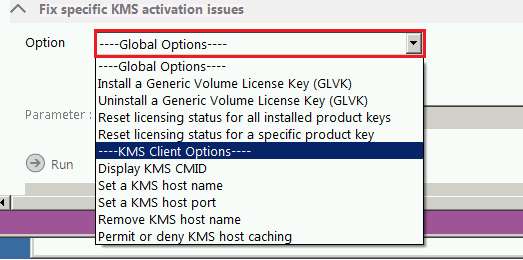 Fix specific KMS activation issues
Option
----Global Options----
----Global Options----
Install a Generic Volume License Key (GLVK)
Uninstall a Generic Volume License Key (GLVK)
Parameter :
Reset licensing status for all installed product keys
Reset licensing status for a specific product key
----KMS Client Options----
Run
Display KMS CMID
Set a KMS host name
Set a KMS host port
Remove KMS host name
Permit or deny KMS host caching